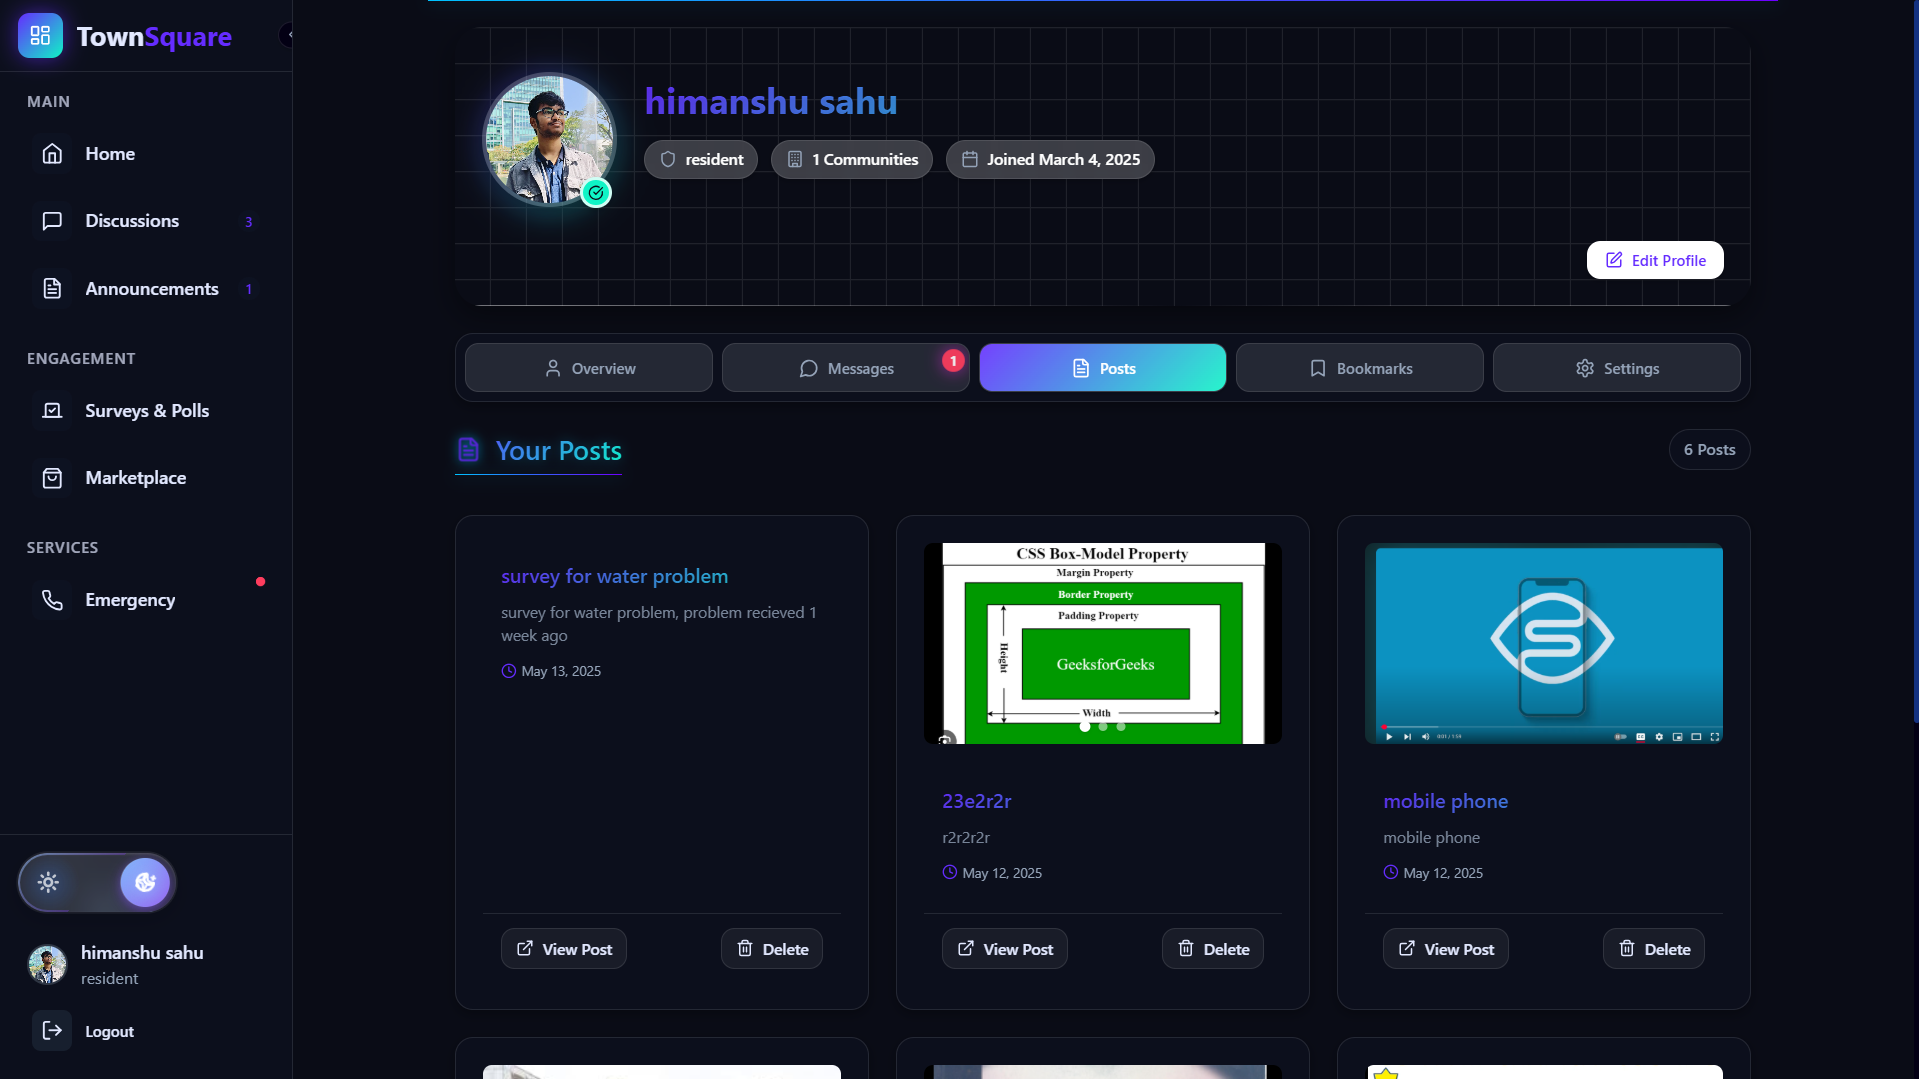 TownSquare
MAIN
Home
Discussions 3
Announcements 1
ENGAGEMENT
Surveys & Polls
Marketplace
SERVICES
Emergency
himanshu sahu
resident
Logout
himanshu sahu
resident
1 Communities
Joined March 4, 2025
Edit Profile
Overview
Messages 1
Posts
Bookmarks
Settings
Your Posts
6 Posts
survey for water problem
survey for water problem, problem recieved 1
week ago
May 13, 2025
View Post
Delete
CSS Box-Model Property
Margin Property
Border Property
Padding Property
Height
GeeksforGeeks
Width
23e2r2r
r2r2r2r
May 12, 2025
View Post
Delete
0:01 / 1:59
mobile phone
mobile phone
May 12, 2025
View Post
Delete